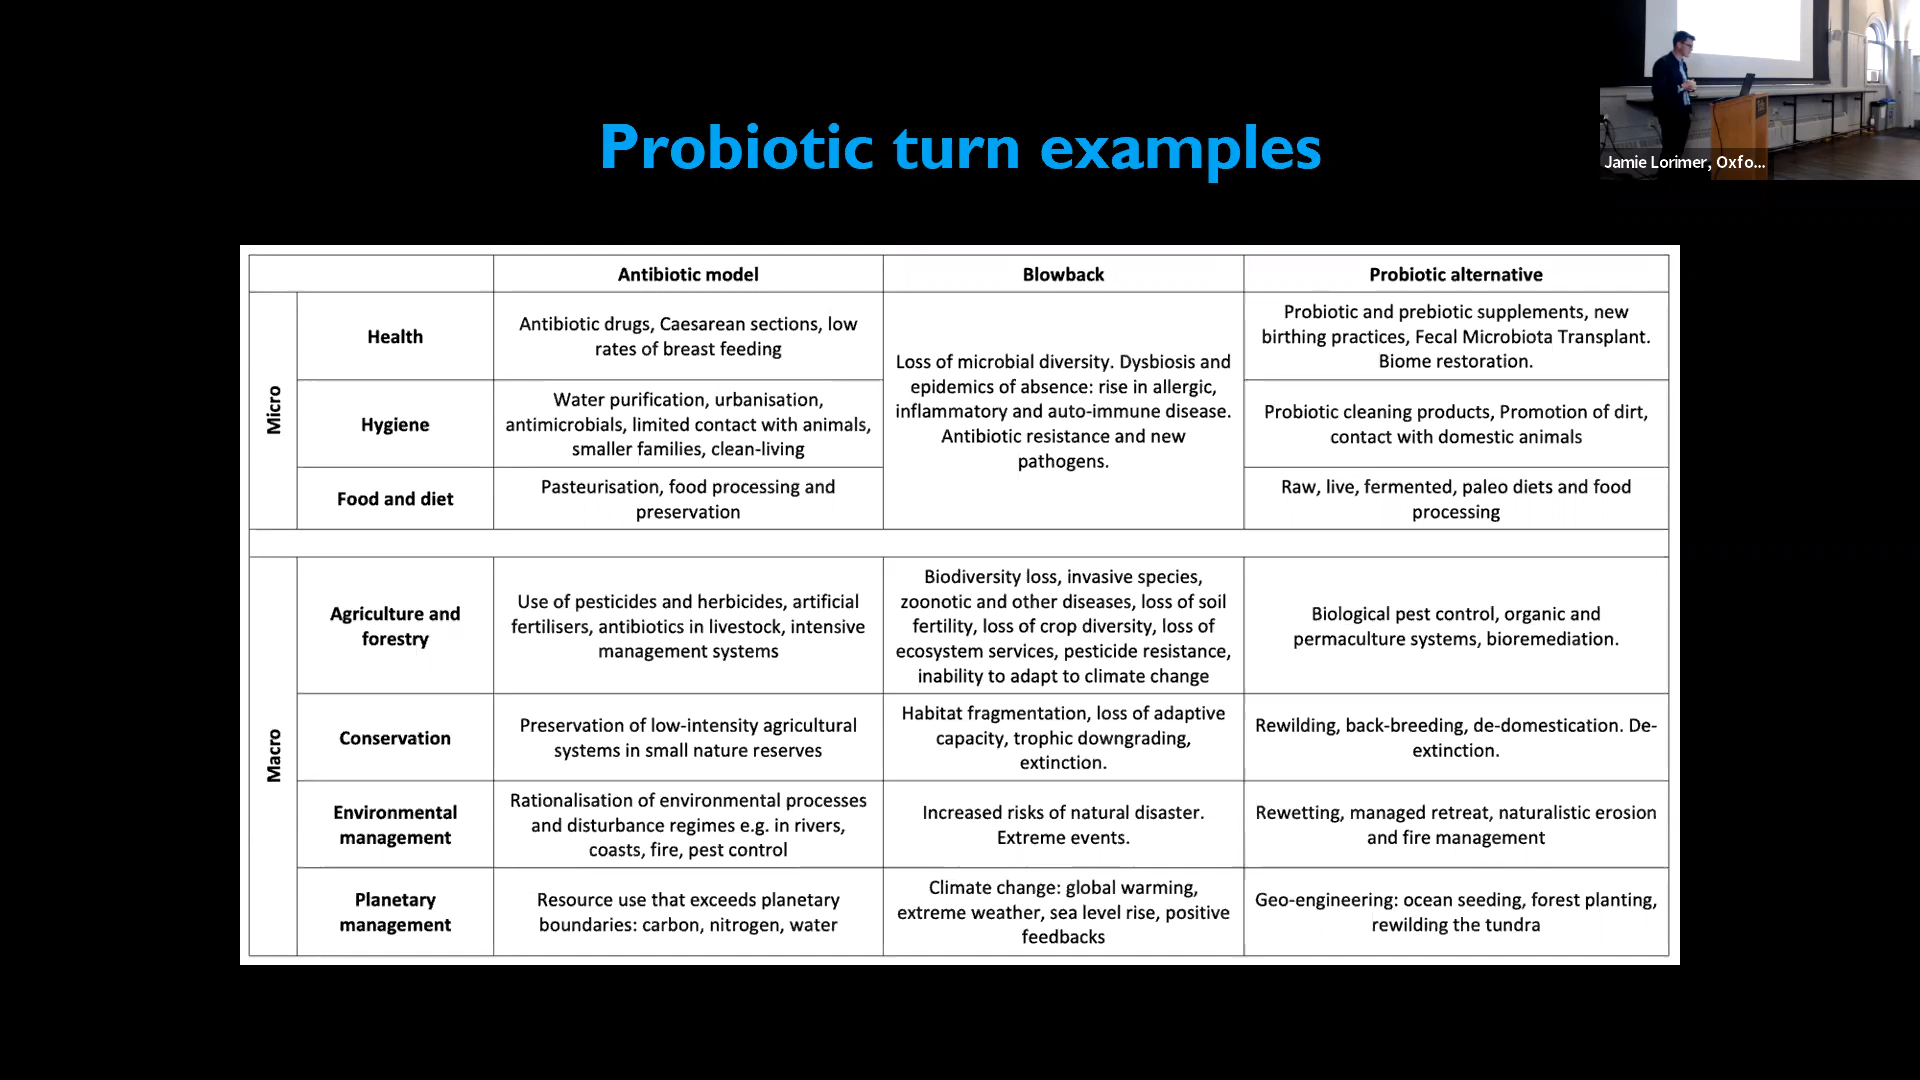 Probiotic turn examples
Jamie Lorimer, Oxfo...
Antibiotic model
Blowback
Probiotic alternative
Micro
Health
Antibiotic drugs, Caesarean sections, low
rates of breast feeding
Loss of microbial diversity. Dysbiosis and
epidemics of absence: rise in allergic,
inflammatory and auto-immune disease.
Antibiotic resistance and new
pathogens.
Probiotic and prebiotic supplements, new
birthing practices, Fecal Microbiota Transplant.
Biome restoration.
Hygiene
Water purification, urbanisation,
antimicrobials, limited contact with animals,
smaller families, clean-living
Probiotic cleaning products, Promotion of dirt,
contact with domestic animals
Food and diet
Pasteurisation, food processing and
preservation
Raw, live, fermented, paleo diets and food
processing
Macro
Agriculture and
forestry
Use of pesticides and herbicides, artificial
fertilisers, antibiotics in livestock, intensive
management systems
Biodiversity loss, invasive species,
zoonotic and other diseases, loss of soil
fertility, loss of crop diversity, loss of
ecosystem services, pesticide resistance,
inability to adapt to climate change
Biological pest control, organic and
permaculture systems, bioremediation.
Conservation
Preservation of low-intensity agricultural
systems in small nature reserves
Habitat fragmentation, loss of adaptive
capacity, trophic downgrading,
extinction.
Rewilding, back-breeding, de-domestication. De-
extinction.
Environmental
management
Rationalisation of environmental processes
and disturbance regimes e.g. in rivers,
coasts, fire, pest control
Increased risks of natural disaster.
Extreme events.
Rewetting, managed retreat, naturalistic erosion
and fire management
Planetary
management
Resource use that exceeds planetary
boundaries: carbon, nitrogen, water
Climate change: global warming,
extreme weather, sea level rise, positive
feedbacks
Geo-engineering: ocean seeding, forest planting,
rewilding the tundra